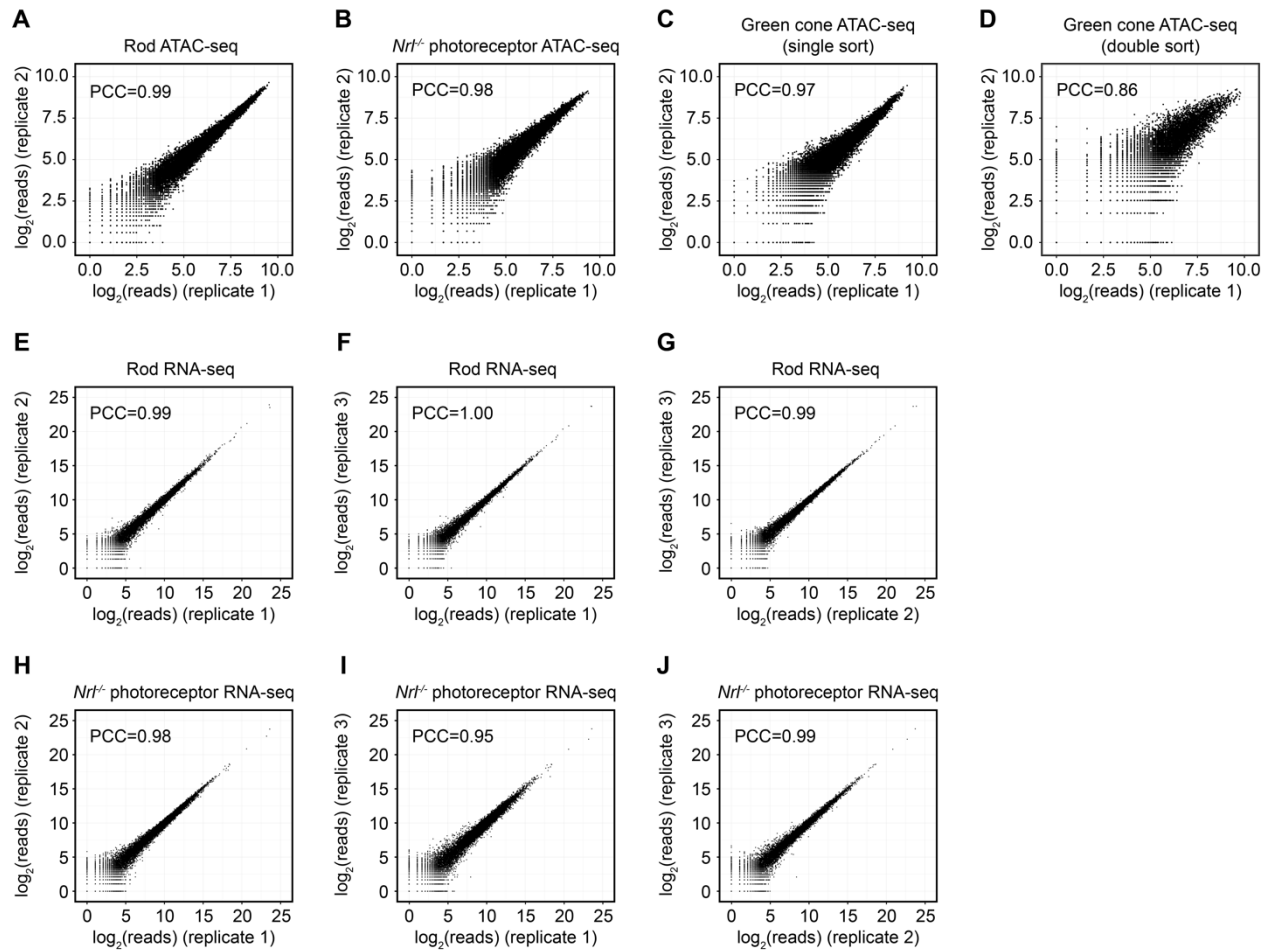 A
Rod ATAC-seq
PCC=0.99
log2(reads) (replicate 2)
10.0
7.5
5.0
2.5
0.0
0.0 2.5 5.0 7.5 10.0
log2(reads) (replicate 1)
B
Nrl-/- photoreceptor ATAC-seq
PCC=0.98
log2(reads) (replicate 2)
10.0
7.5
5.0
2.5
0.0
0.0 2.5 5.0 7.5 10.0
log2(reads) (replicate 1)
C
Green cone ATAC-seq
(single sort)
PCC=0.97
log2(reads) (replicate 2)
10.0
7.5
5.0
2.5
0.0
0.0 2.5 5.0 7.5 10.0
log2(reads) (replicate 1)
D
Green cone ATAC-seq
(double sort)
PCC=0.86
log2(reads) (replicate 2)
10.0
7.5
5.0
2.5
0.0
0.0 2.5 5.0 7.5 10.0
log2(reads) (replicate 1)
E
Rod RNA-seq
PCC=0.99
log2(reads) (replicate 2)
25
20
15
10
5
0
0 5 10 15 20 25
log2(reads) (replicate 1)
F
Rod RNA-seq
PCC=1.00
log2(reads) (replicate 3)
25
20
15
10
5
0
0 5 10 15 20 25
log2(reads) (replicate 1)
G
Rod RNA-seq
PCC=0.99
log2(reads) (replicate 3)
25
20
15
10
5
0
0 5 10 15 20 25
log2(reads) (replicate 2)
H
Nrl-/- photoreceptor RNA-seq
PCC=0.98
log2(reads) (replicate 2)
25
20
15
10
5
0
0 5 10 15 20 25
log2(reads) (replicate 1)
I
Nrl-/- photoreceptor RNA-seq
PCC=0.95
log2(reads) (replicate 3)
25
20
15
10
5
0
0 5 10 15 20 25
log2(reads) (replicate 1)
J
Nrl-/- photoreceptor RNA-seq
PCC=0.99
log2(reads) (replicate 3)
25
20
15
10
5
0
0 5 10 15 20 25
log2(reads) (replicate 2)